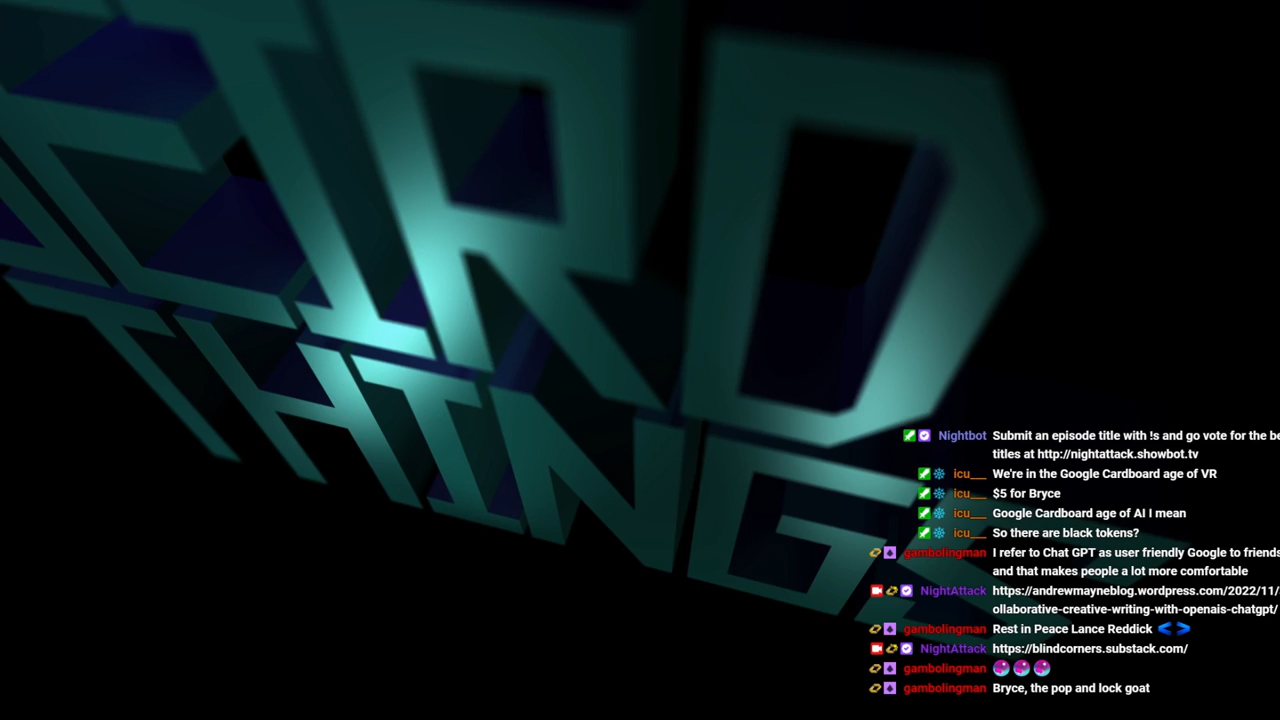 EIRD
THINGS
Nightbot Submit an episode title with !s and go vote for the be
titles at http://nightattack.showbot.tv
icu__ We're in the Google Cardboard age of VR
icu__ $5 for Bryce
icu__ Google Cardboard age of AI I mean
icu__ So there are black tokens?
gambolingman I refer to Chat GPT as user friendly Google to friends
and that makes people a lot more comfortable
NightAttack https://andrewmayneblog.wordpress.com/2022/11/
ollaborative-creative-writing-with-openais-chatgpt/
gambolingman Rest in Peace Lance Reddick
NightAttack https://blindcorners.substack.com/
gambolingman
gambolingman Bryce, the pop and lock goat